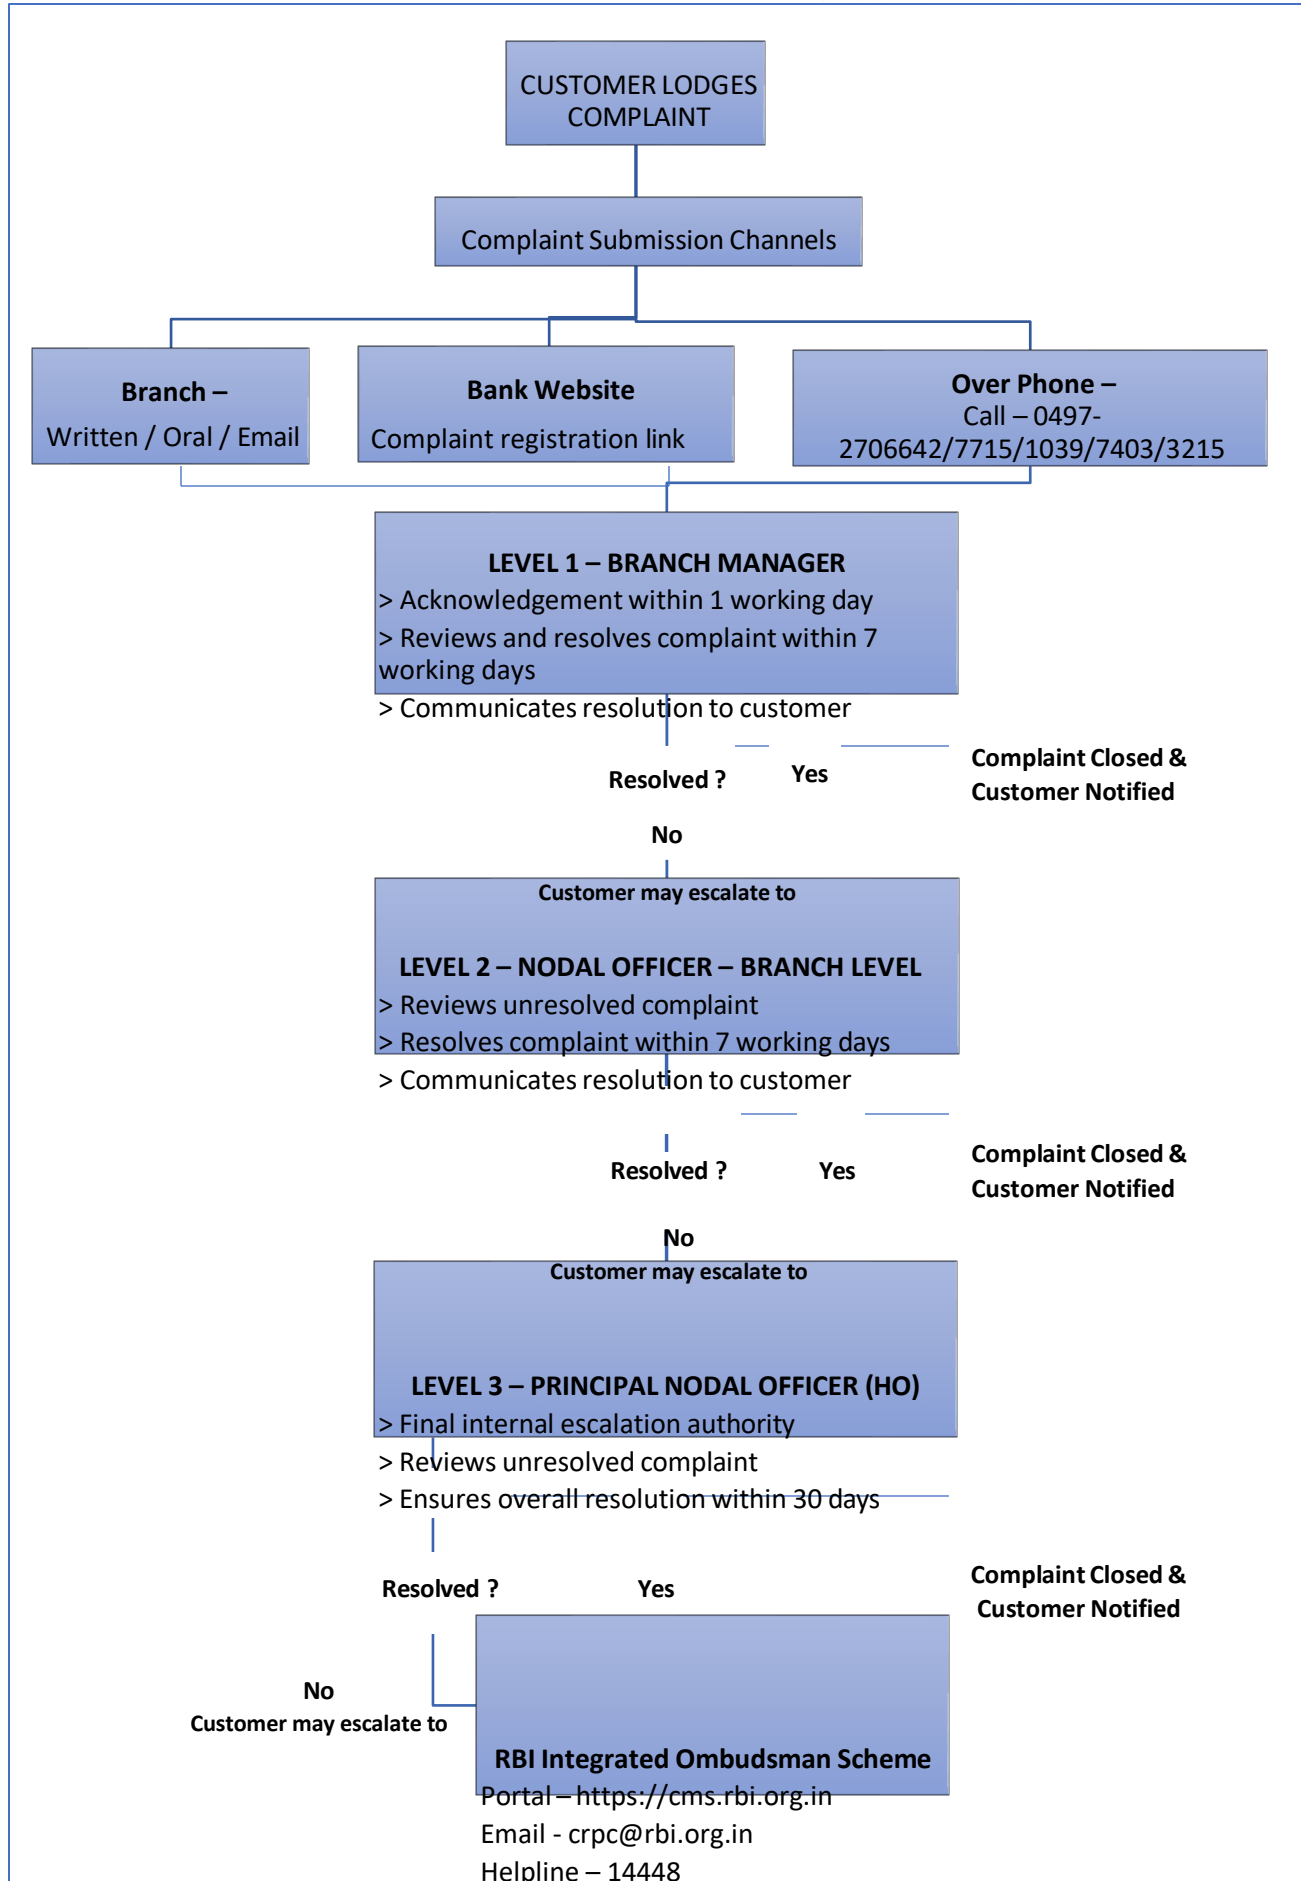 CUSTOMER LODGES
COMPLAINT
Complaint Submission Channels
Branch –
Written / Oral / Email
Bank Website
Complaint registration link
Over Phone –
Call – 0497-
2706642/7715/1039/7403/3215
LEVEL 1 – BRANCH MANAGER
> Acknowledgement within 1 working day
> Reviews and resolves complaint within 7
working days
> Communicates resolution to customer
Resolved ? Yes
Complaint Closed &
Customer Notified
No
Customer may escalate to
LEVEL 2 – NODAL OFFICER – BRANCH LEVEL
> Reviews unresolved complaint
> Resolves complaint within 7 working days
> Communicates resolution to customer
Resolved ? Yes
Complaint Closed &
Customer Notified
No
Customer may escalate to
LEVEL 3 – PRINCIPAL NODAL OFFICER (HO)
> Final internal escalation authority
> Reviews unresolved complaint
> Ensures overall resolution within 30 days
Resolved ? Yes
Complaint Closed &
Customer Notified
No
Customer may escalate to
RBI Integrated Ombudsman Scheme
Portal – https://cms.rbi.org.in
Email - crpc@rbi.org.in
Helpline – 14448